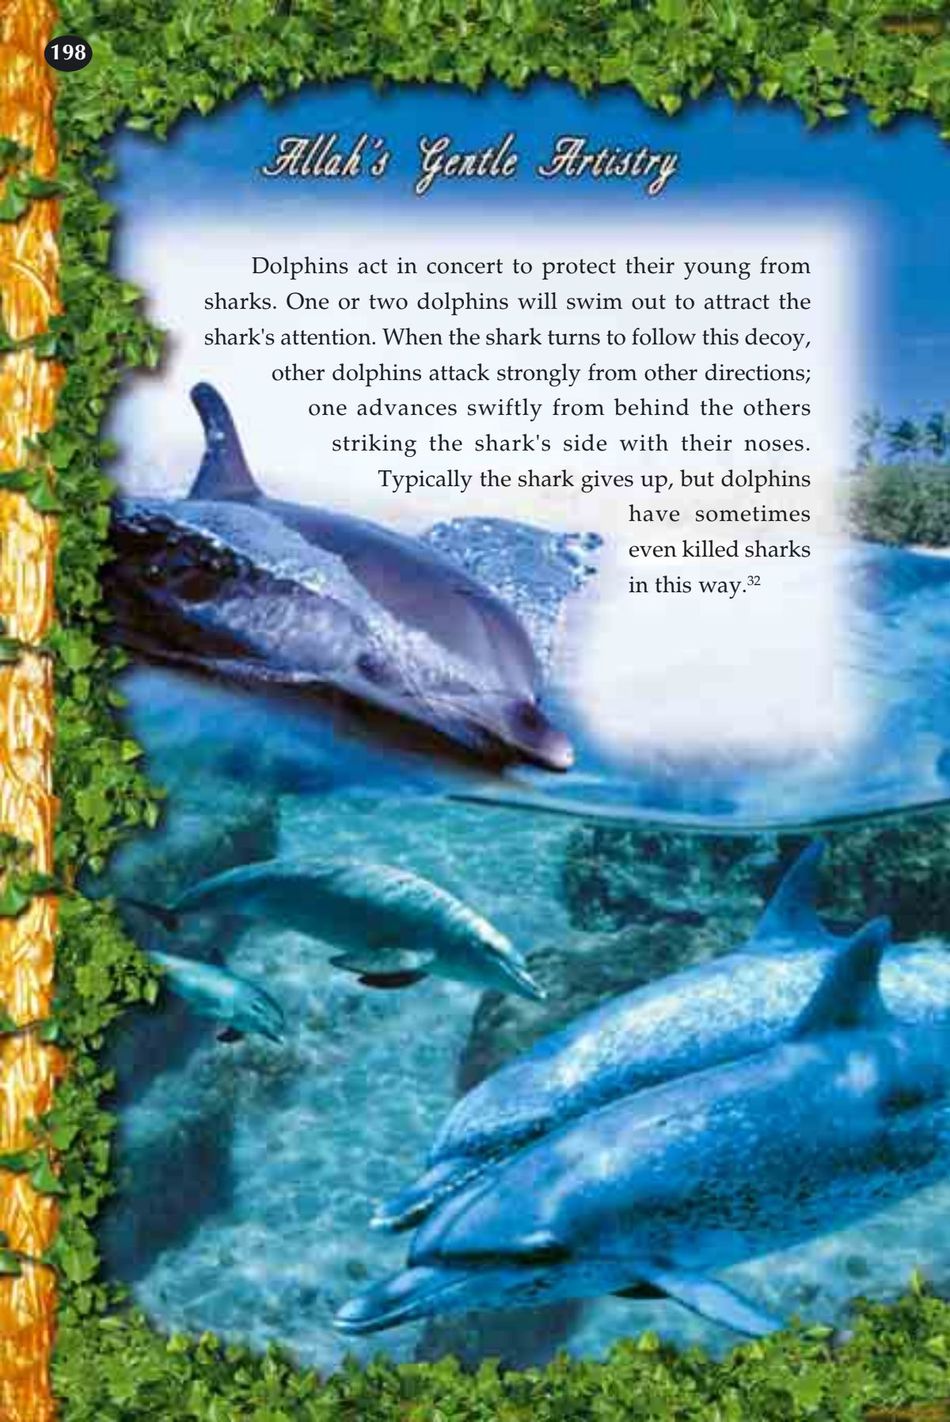 198
Allah's Gentle Artistry
Dolphins act in concert to protect their young from
sharks. One or two dolphins will swim out to attract the
shark's attention. When the shark turns to follow this decoy,
other dolphins attack strongly from other directions;
one advances swiftly from behind the others
striking the shark's side with their noses.
Typically the shark gives up, but dolphins
have sometimes
even killed sharks
in this way.32